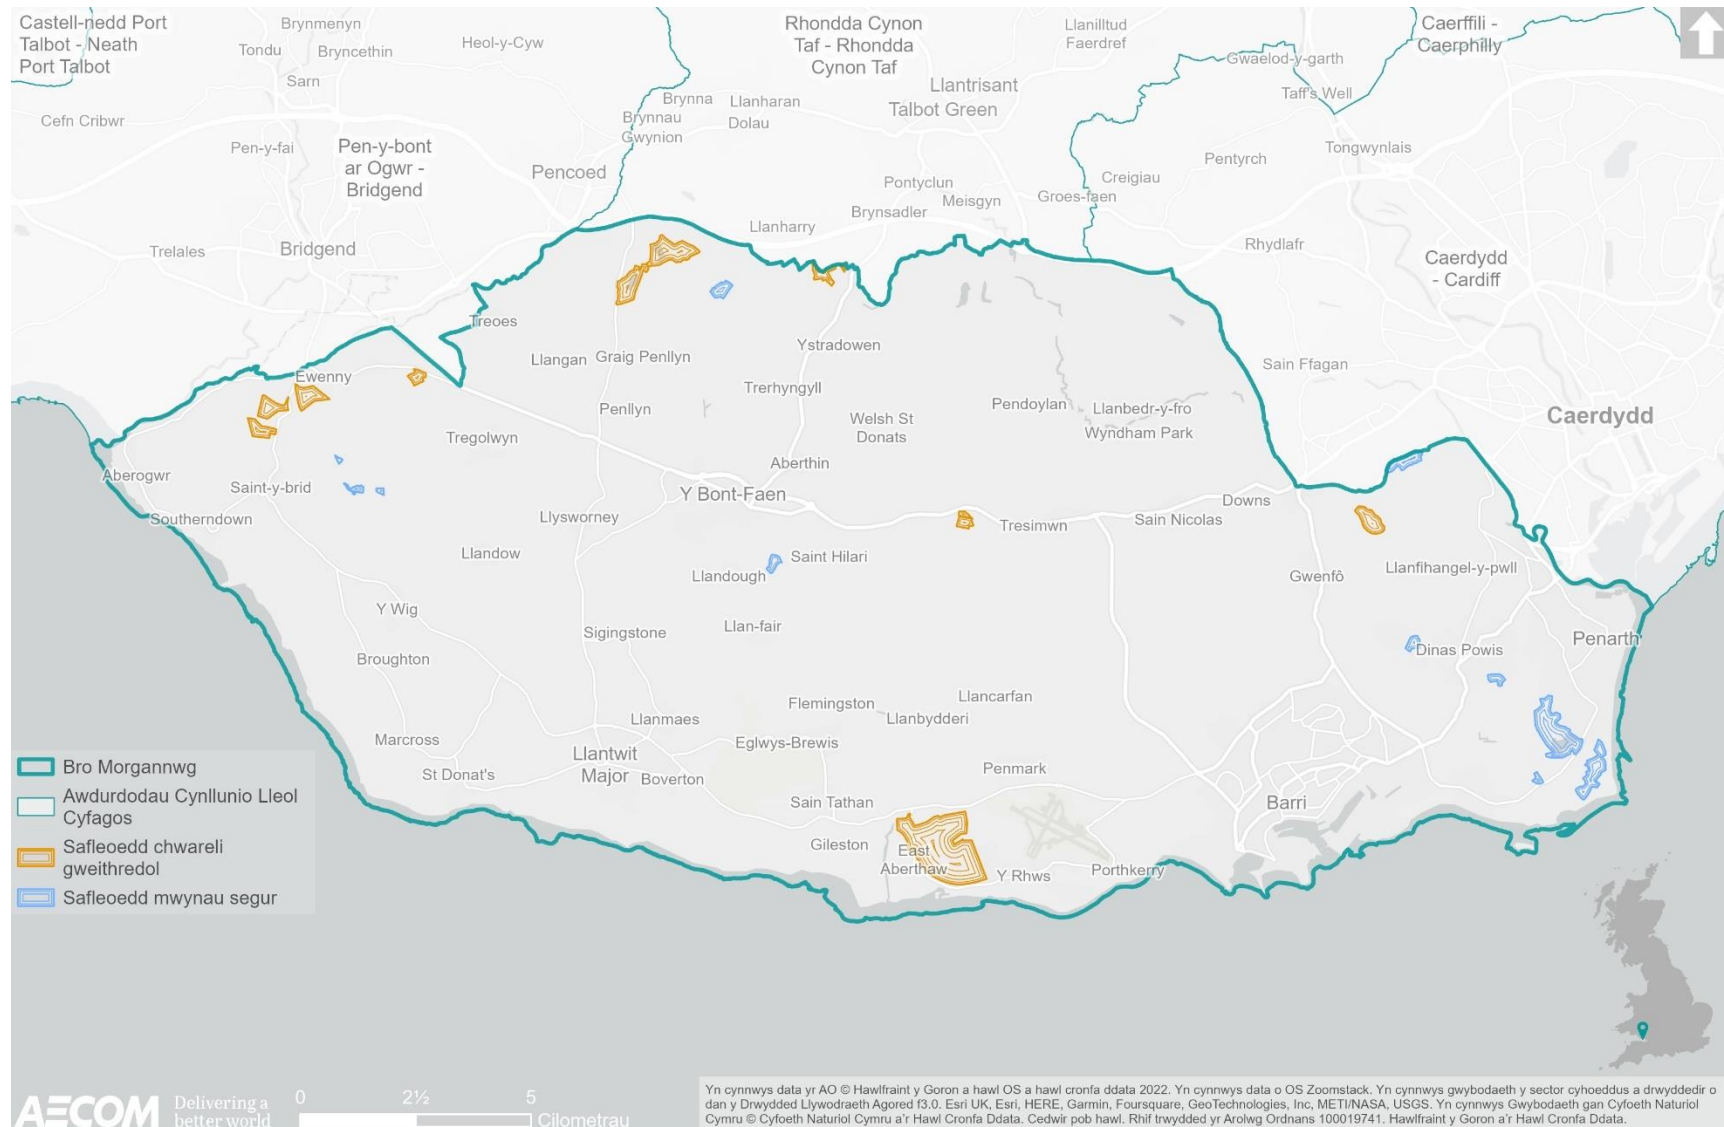 Castell-nedd Port
Talbot - Neath
Port Talbot
Brynmenyn
Tondu
Bryncethin
Heol-y-Cyw
Sarn
Cefn Cribwr
Pen-y-fai
Pen-y-bont
ar Ogwr -
Bridgend
Trelales
Bridgend
Rhondda Cynon
Taf - Rhondda
Cynon Taf
Llanilltud
Faerdref
Caerffili -
Caerphilly
Gwaelod-y-garth
Taff's Well
Llantrisant
Talbot Green
Brynna
Llanharan
Brynnau
Gwynion
Dolau
Pencoed
Tongwynlais
Pentyrch
Creigiau
Groes-faen
Pontyclun
Meisgyn
Brynsadler
Llanharry
Rhydlafr
Caerdydd
- Cardiff
Treoes
Llangan
Graig Penllyn
Ystradowen
Sain Ffagan
Ewenny
Trerhyngyll
Penllyn
Pendoylan
Llanbedr-y-fro
Caerdydd
Welsh St
Donats
Wyndham Park
Tregolwyn
Aberthin
Aberogwr
Saint-y-brid
Y Bont-Faen
Downs
Southerndown
Llysworney
Tresimwn
Sain Nicolas
Llandow
Saint Hilari
Llandough
Gwenfô
Llanfihangel-y-pwll
Y Wig
Sigingstone
Llan-fair
Penarth
Dinas Powis
Broughton
Flemingston
Llancarfan
Llanbydderi
Llanmaes
Marcross
Eglwys-Brewis
Llantwit
Major
St Donat's
Boverton
Penmark
Sain Tathan
Barri
Gileston
East
Aberthaw
Y Rhws
Porthkerry
Bro Morgannwg
Awdurdodau Cynllunio Lleol
Cyfagos
Safleoedd chwareli
gweithredol
Safleoedd mwynau segur
AECOM
Delivering a
better world
0 2½ 5
Cilometrau
Yn cynnwys data yr AO © Hawlfraint y Goron a hawl OS a hawl cronfa ddata 2022. Yn cynnwys data o OS Zoomstack. Yn cynnwys gwybodaeth y sector cyhoeddus a drwyddedir o
dan y Drwydded Llywodraeth Agored f3.0. Esri UK, Esri, HERE, Garmin, Foursquare, GeoTechnologies, Inc, METI/NASA, USGS. Yn cynnwys Gwybodaeth gan Cyfoeth Naturiol
Cymru © Cyfoeth Naturiol Cymru a'r Hawl Cronfa Ddata. Cedwir pob hawl. Rhif trwydded yr Arolwg Ordnans 100019741. Hawlfraint y Goron a'r Hawl Cronfa Ddata.